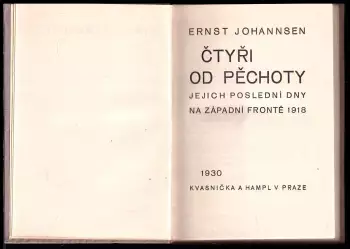 ERNST JOHANNSEN
ČTYŘI
OD PĚCHOTY
JEJICH POSLEDNÍ DNY
NA ZÁPADNÍ FRONTĚ 1918
1930
KVASNIČKA A HAMPL V PRAZE